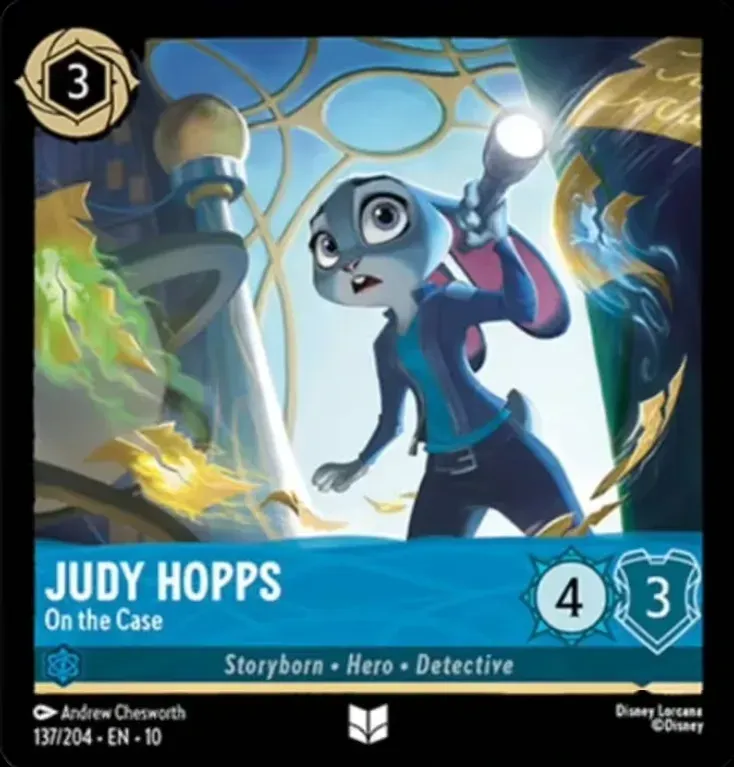 3
JUDY HOPPS
On the Case
4
3
Storyborn • Hero • Detective
Andrew Chesworth
137/204 • EN • 10
Disney Lorcana
©Disney